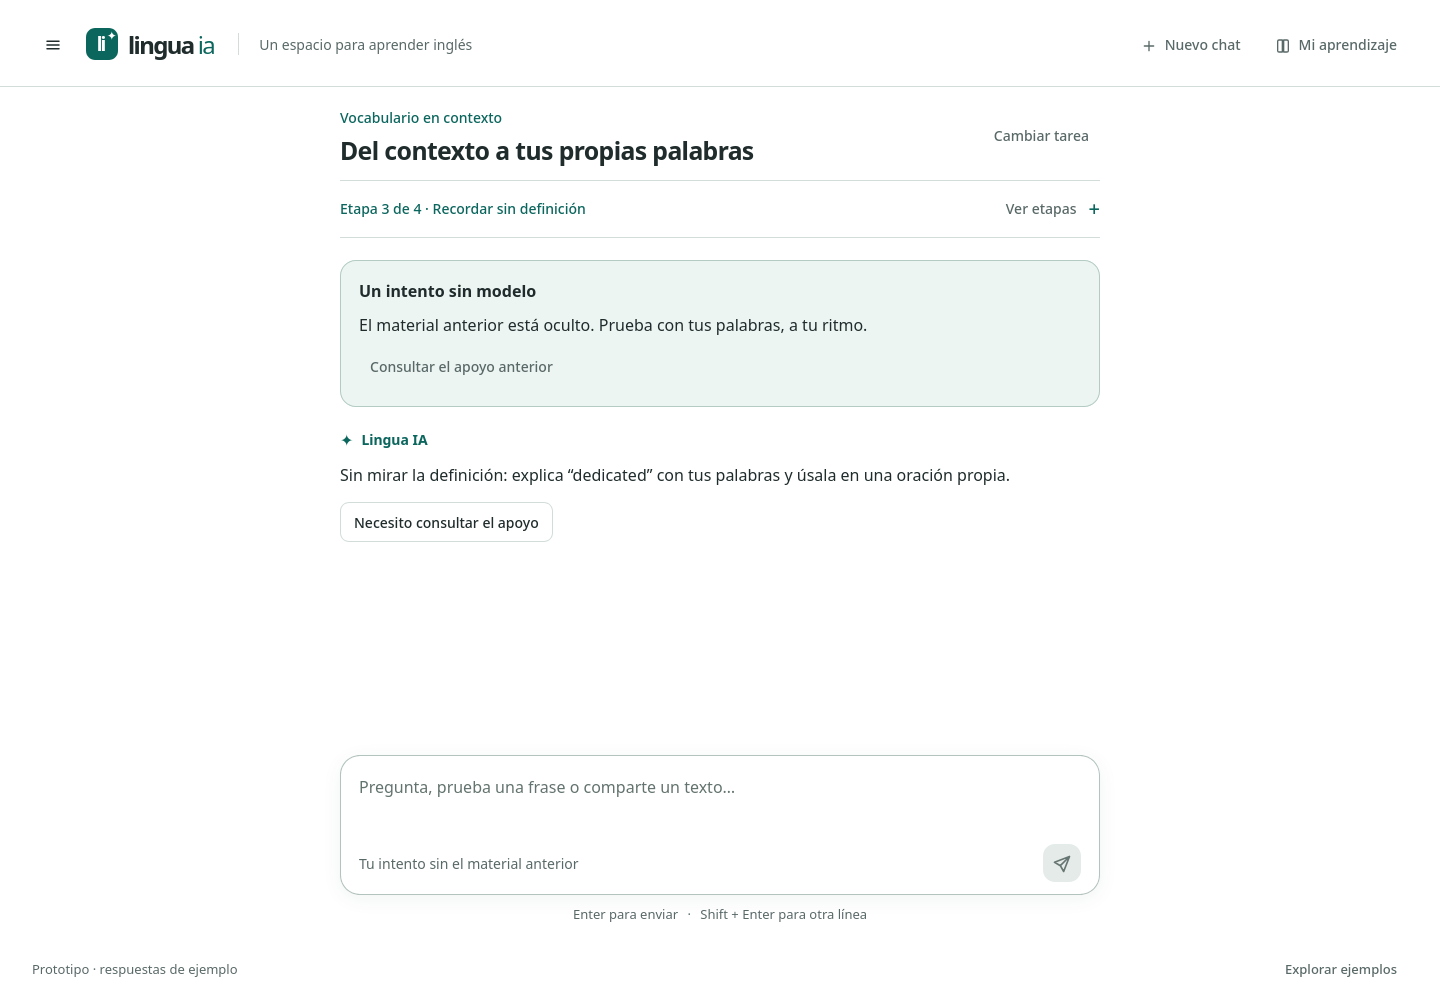 li lingua ia
Un espacio para aprender inglés
Nuevo chat
Mi aprendizaje
Vocabulario en contexto
Del contexto a tus propias palabras
Cambiar tarea
Etapa 3 de 4 · Recordar sin definición
Ver etapas +
Un intento sin modelo
El material anterior está oculto. Prueba con tus palabras, a tu ritmo.
Consultar el apoyo anterior
Lingua IA
Sin mirar la definición: explica “dedicated” con tus palabras y úsala en una oración propia.
Necesito consultar el apoyo
Pregunta, prueba una frase o comparte un texto...
Tu intento sin el material anterior
Enter para enviar · Shift + Enter para otra línea
Prototipo · respuestas de ejemplo
Explorar ejemplos